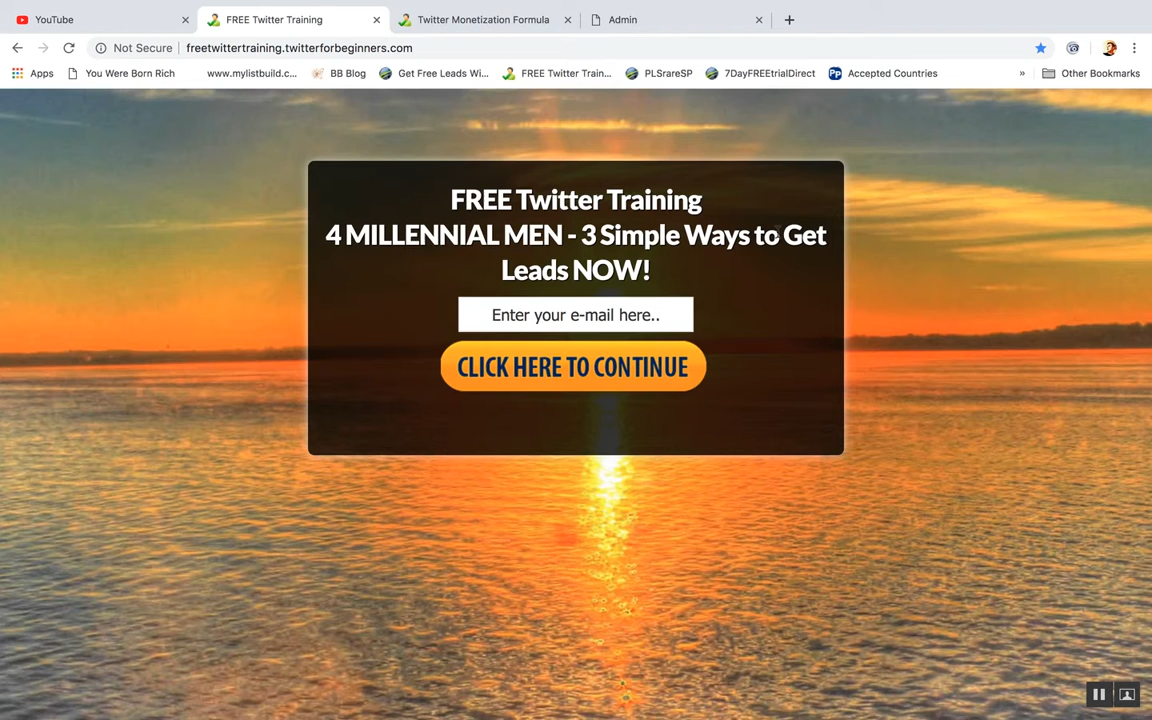 YouTube
FREE Twitter Training
Twitter Monetization Formula
Admin
Not Secure
freetwittertraining.twitterforbeginners.com
Apps
You Were Born Rich
www.mylistbuild.c...
BB Blog
Get Free Leads Wi...
FREE Twitter Train...
PLSrareSP
7DayFREEtrialDirect
Accepted Countries
»
Other Bookmarks
FREE Twitter Training
4 MILLENNIAL MEN - 3 Simple Ways to Get
Leads NOW!
Enter your e-mail here..
CLICK HERE TO CONTINUE